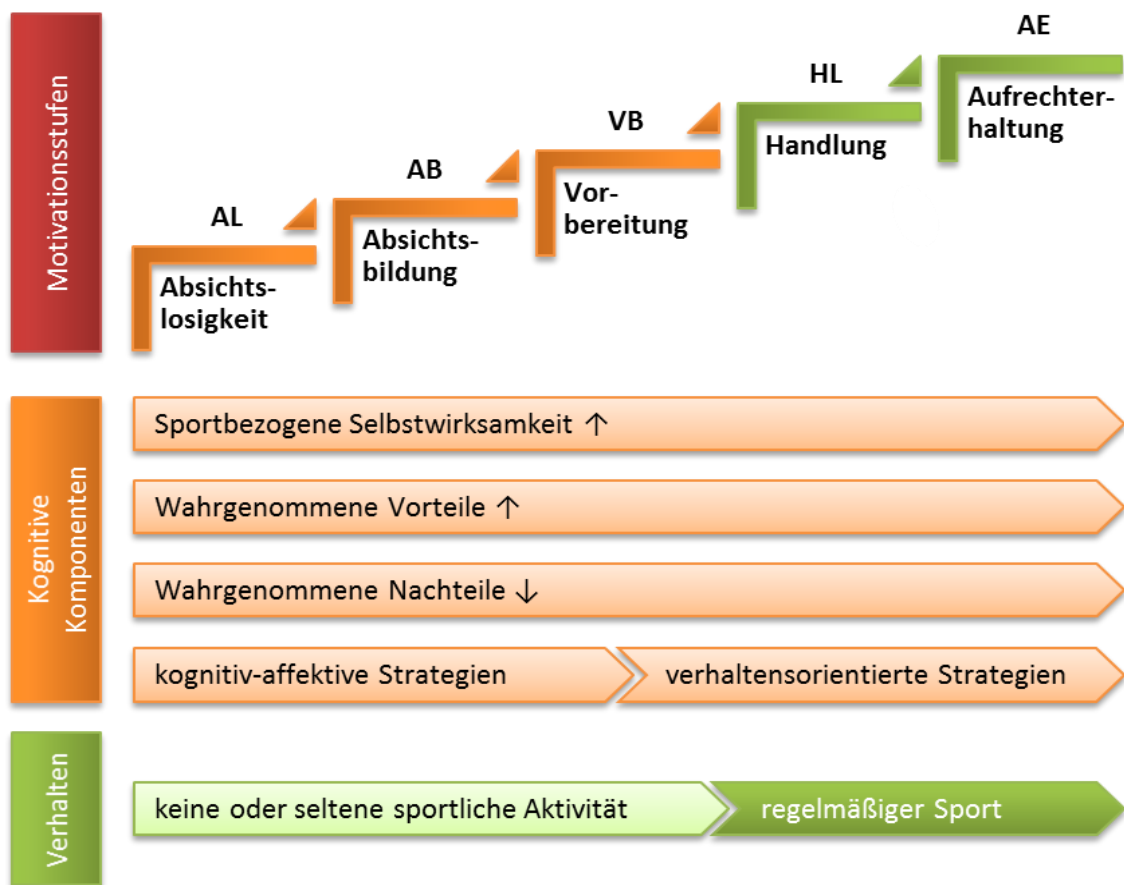 Motivationsstufen
AL
Absichts-
losigkeit
AB
Absichts-
bildung
VB
Vor-
bereitung
HL
Handlung
AE
Aufrechter-
haltung
Kognitive
Komponenten
Sportbezogene Selbstwirksamkeit ↑
Wahrgenommene Vorteile ↑
Wahrgenommene Nachteile ↓
kognitiv-affektive Strategien
verhaltensorientierte Strategien
Verhalten
keine oder seltene sportliche Aktivität
regelmäßiger Sport